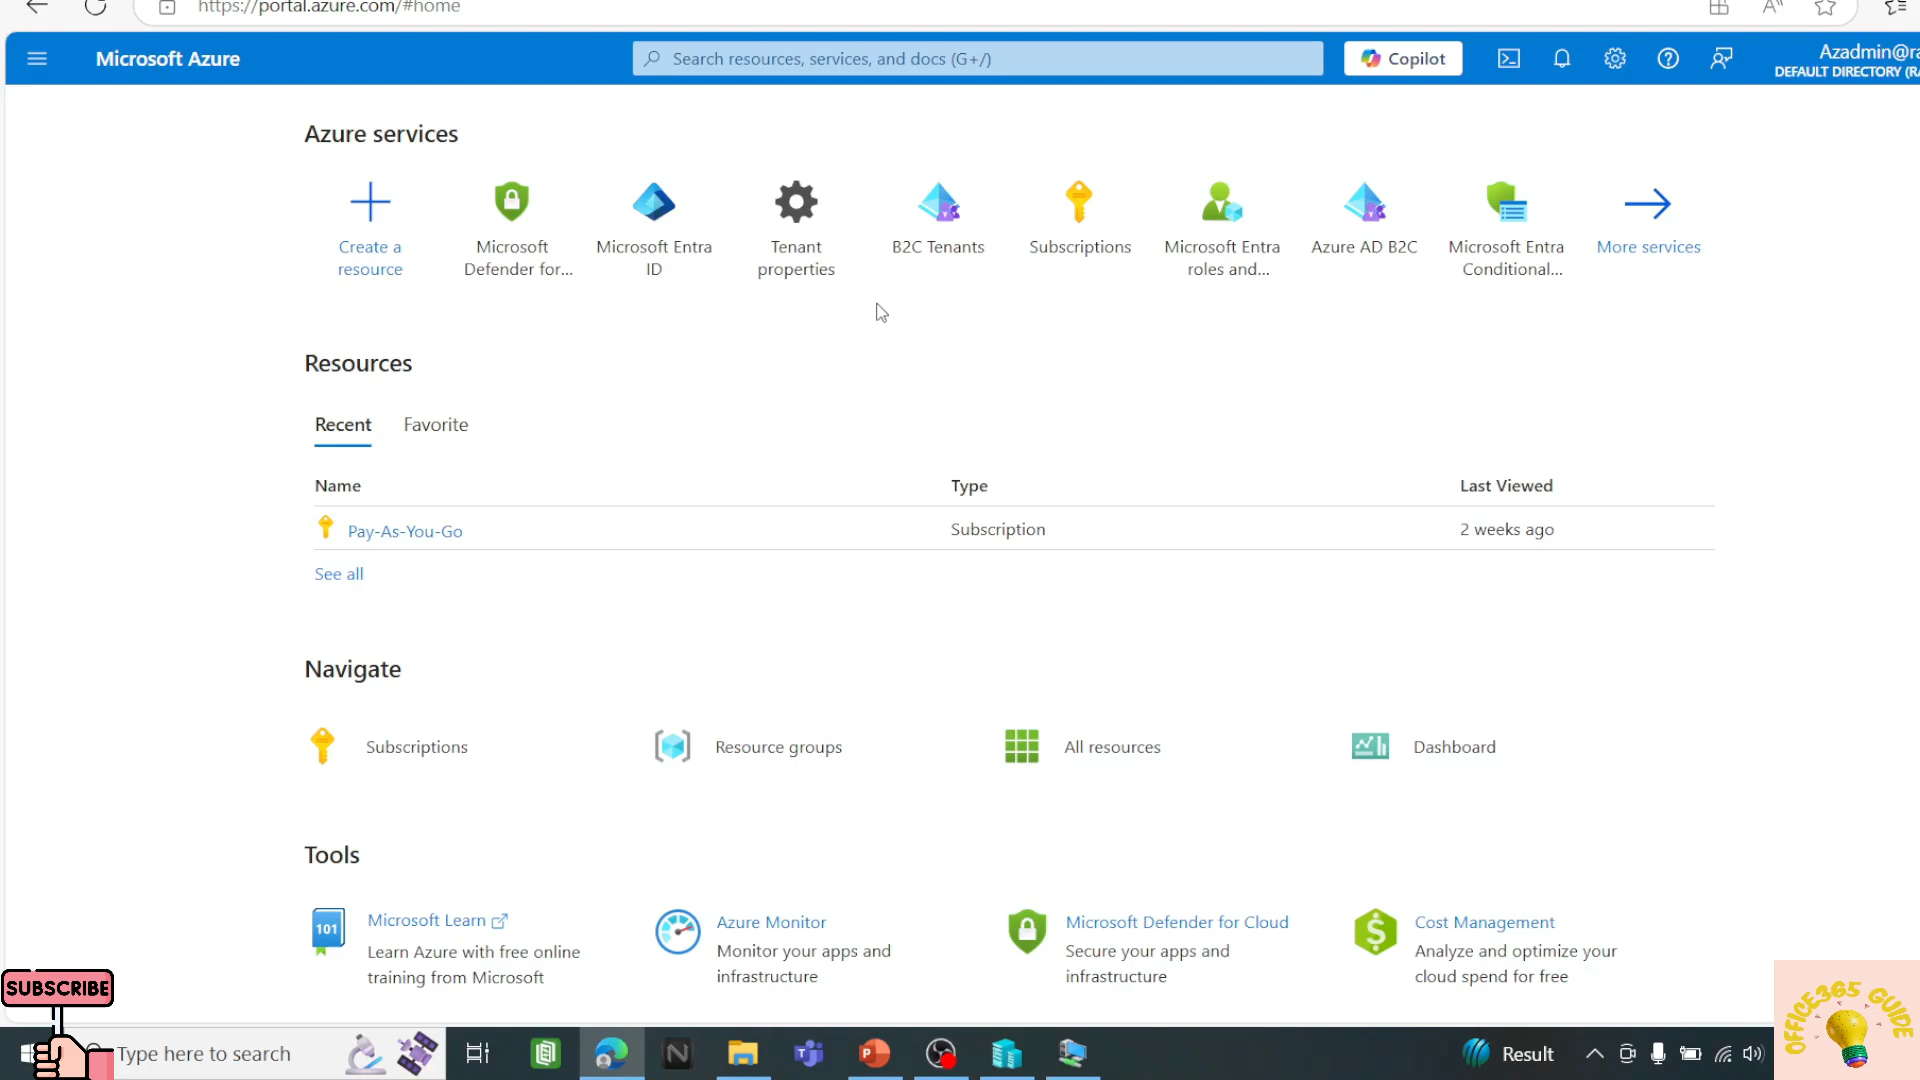 https://portal.azure.com/#home
Microsoft Azure
Search resources, services, and docs (G+/)
Copilot
Azadmin@ra
DEFAULT DIRECTORY (RA
Azure services
Create a
resource
Microsoft
Defender for...
Microsoft Entra
ID
Tenant
properties
B2C Tenants
Subscriptions
Microsoft Entra
roles and...
Azure AD B2C
Microsoft Entra
Conditional...
More services
Resources
Recent
Favorite
Name
Type
Last Viewed
Pay-As-You-Go
Subscription
2 weeks ago
See all
Navigate
Subscriptions
Resource groups
All resources
Dashboard
Tools
101
Microsoft Learn
Learn Azure with free online
training from Microsoft
Azure Monitor
Monitor your apps and
infrastructure
Microsoft Defender for Cloud
Secure your apps and
infrastructure
Cost Management
Analyze and optimize your
cloud spend for free
SUBSCRIBE
OFFICE365 GUIDE
Type here to search
Result